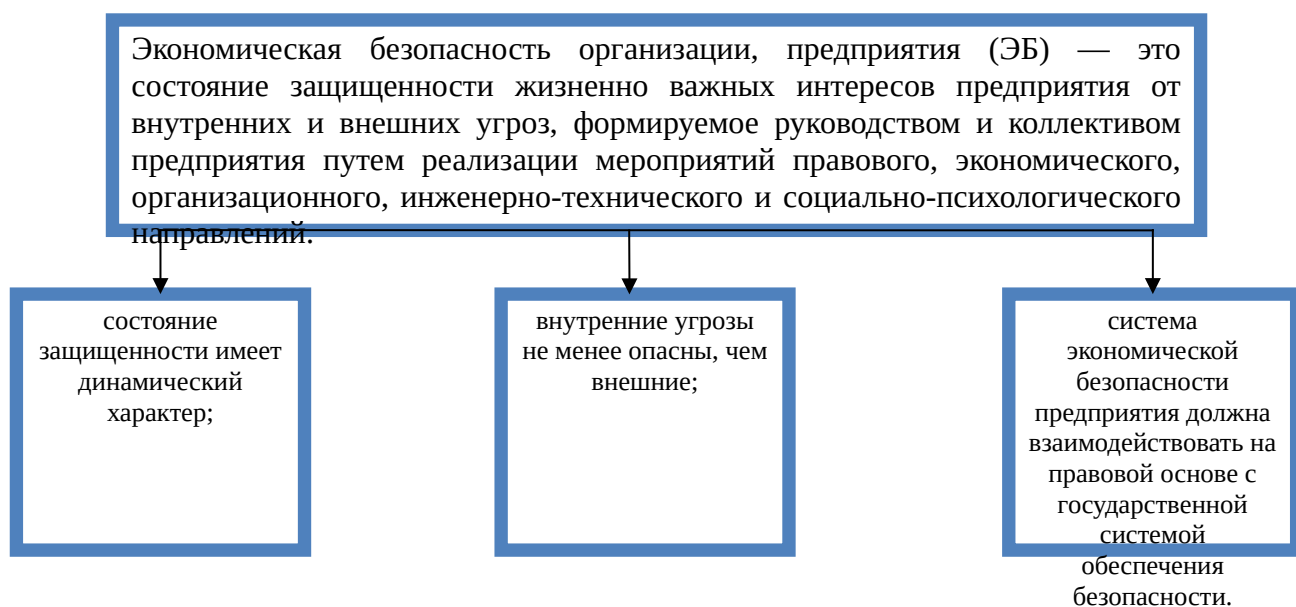 Экономическая безопасность организации, предприятия (ЭБ) — это
состояние защищенности жизненно важных интересов предприятия от
внутренних и внешних угроз, формируемое руководством и коллективом
предприятия путем реализации мероприятий правового, экономического,
организационного, инженерно-технического и социально-психологического
направлений.
состояние
защищенности имеет
динамический
характер;
внутренние угрозы
не менее опасны, чем
внешние;
система
экономической
безопасности
предприятия должна
взаимодействовать на
правовой основе с
государственной
системой
обеспечения
безопасности.